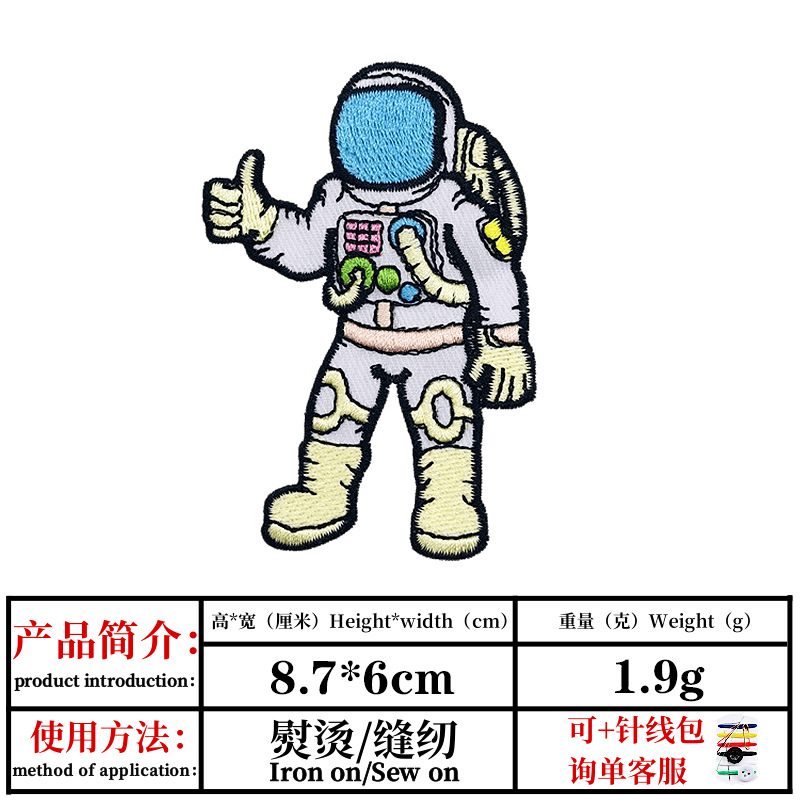 产品简介：
product introduction:
高*宽（厘米）Height*width（cm）
重量（克）Weight（g）
8.7*6cm
1.9g
使用方法：
method of application:
熨烫/缝纫
Iron on/Sew on
可+针线包
询单客服